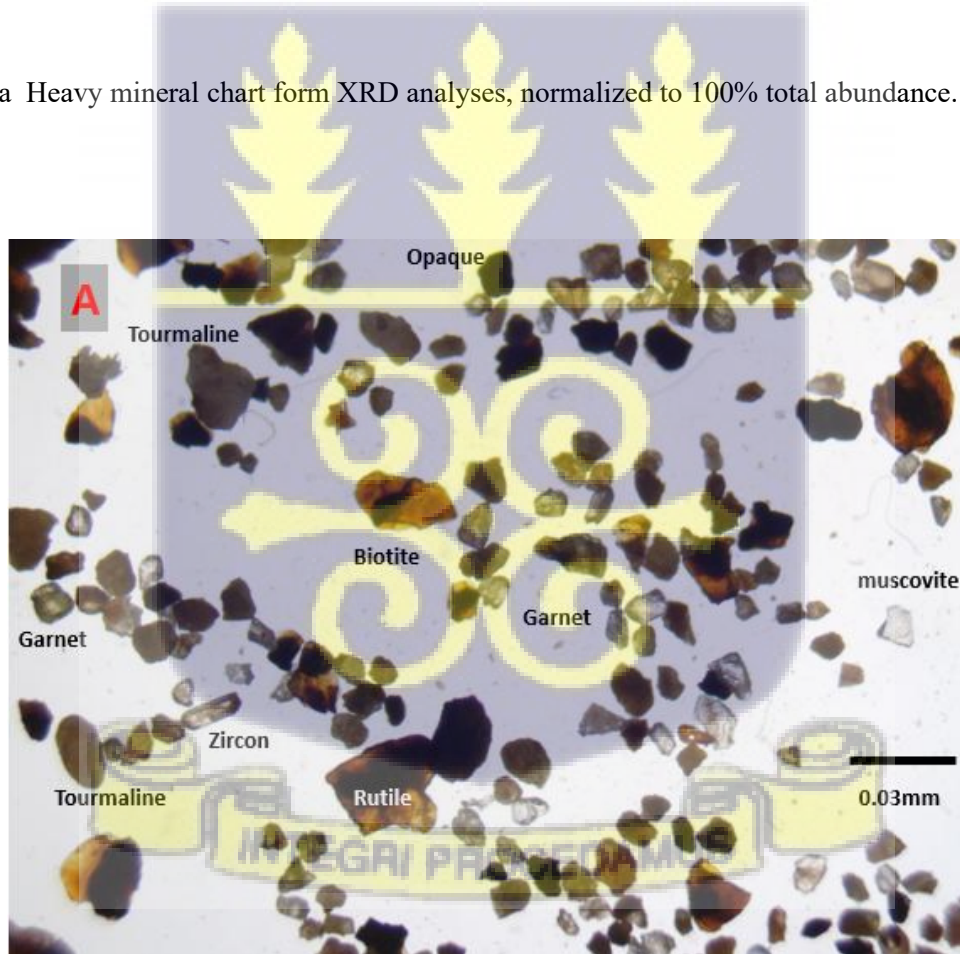 a Heavy mineral chart form XRD analyses, normalized to 100% total abundance.
Opaque
A
Tourmaline
Biotite
muscovite
Garnet
Garnet
Zircon
Tourmaline
Rutile
0.03mm
INTEGRI PROCEDAMUS